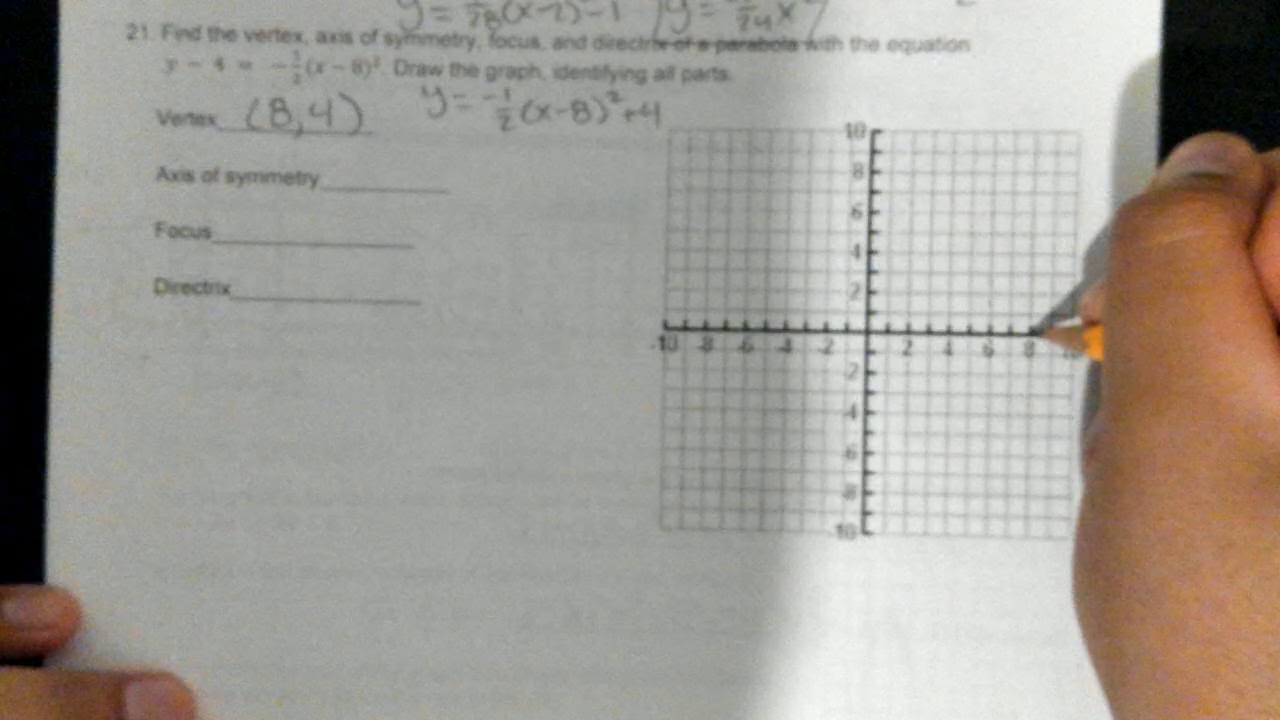 21. Find the vertex, axis of symmetry, focus, and directrix of a parabola with the equation
y - 4 = -1/2(x - 8)². Draw the graph, identifying all parts.
Vertex (8,4) y = -1/2(x-8)²+4
Axis of symmetry
Focus
Directrix
10
8
6
4
2
-10 -8 -6 -4 -2 2 4 6 8
-2
-4
-6
-8
10